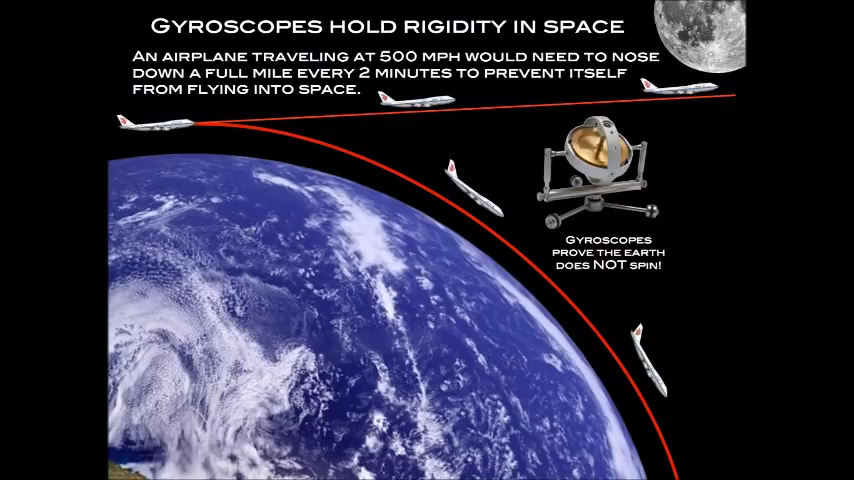 Gyroscopes hold rigidity in space
An airplane traveling at 500 mph would need to nose
down a full mile every 2 minutes to prevent itself
from flying into space.
Gyroscopes
prove the earth
does NOT spin!